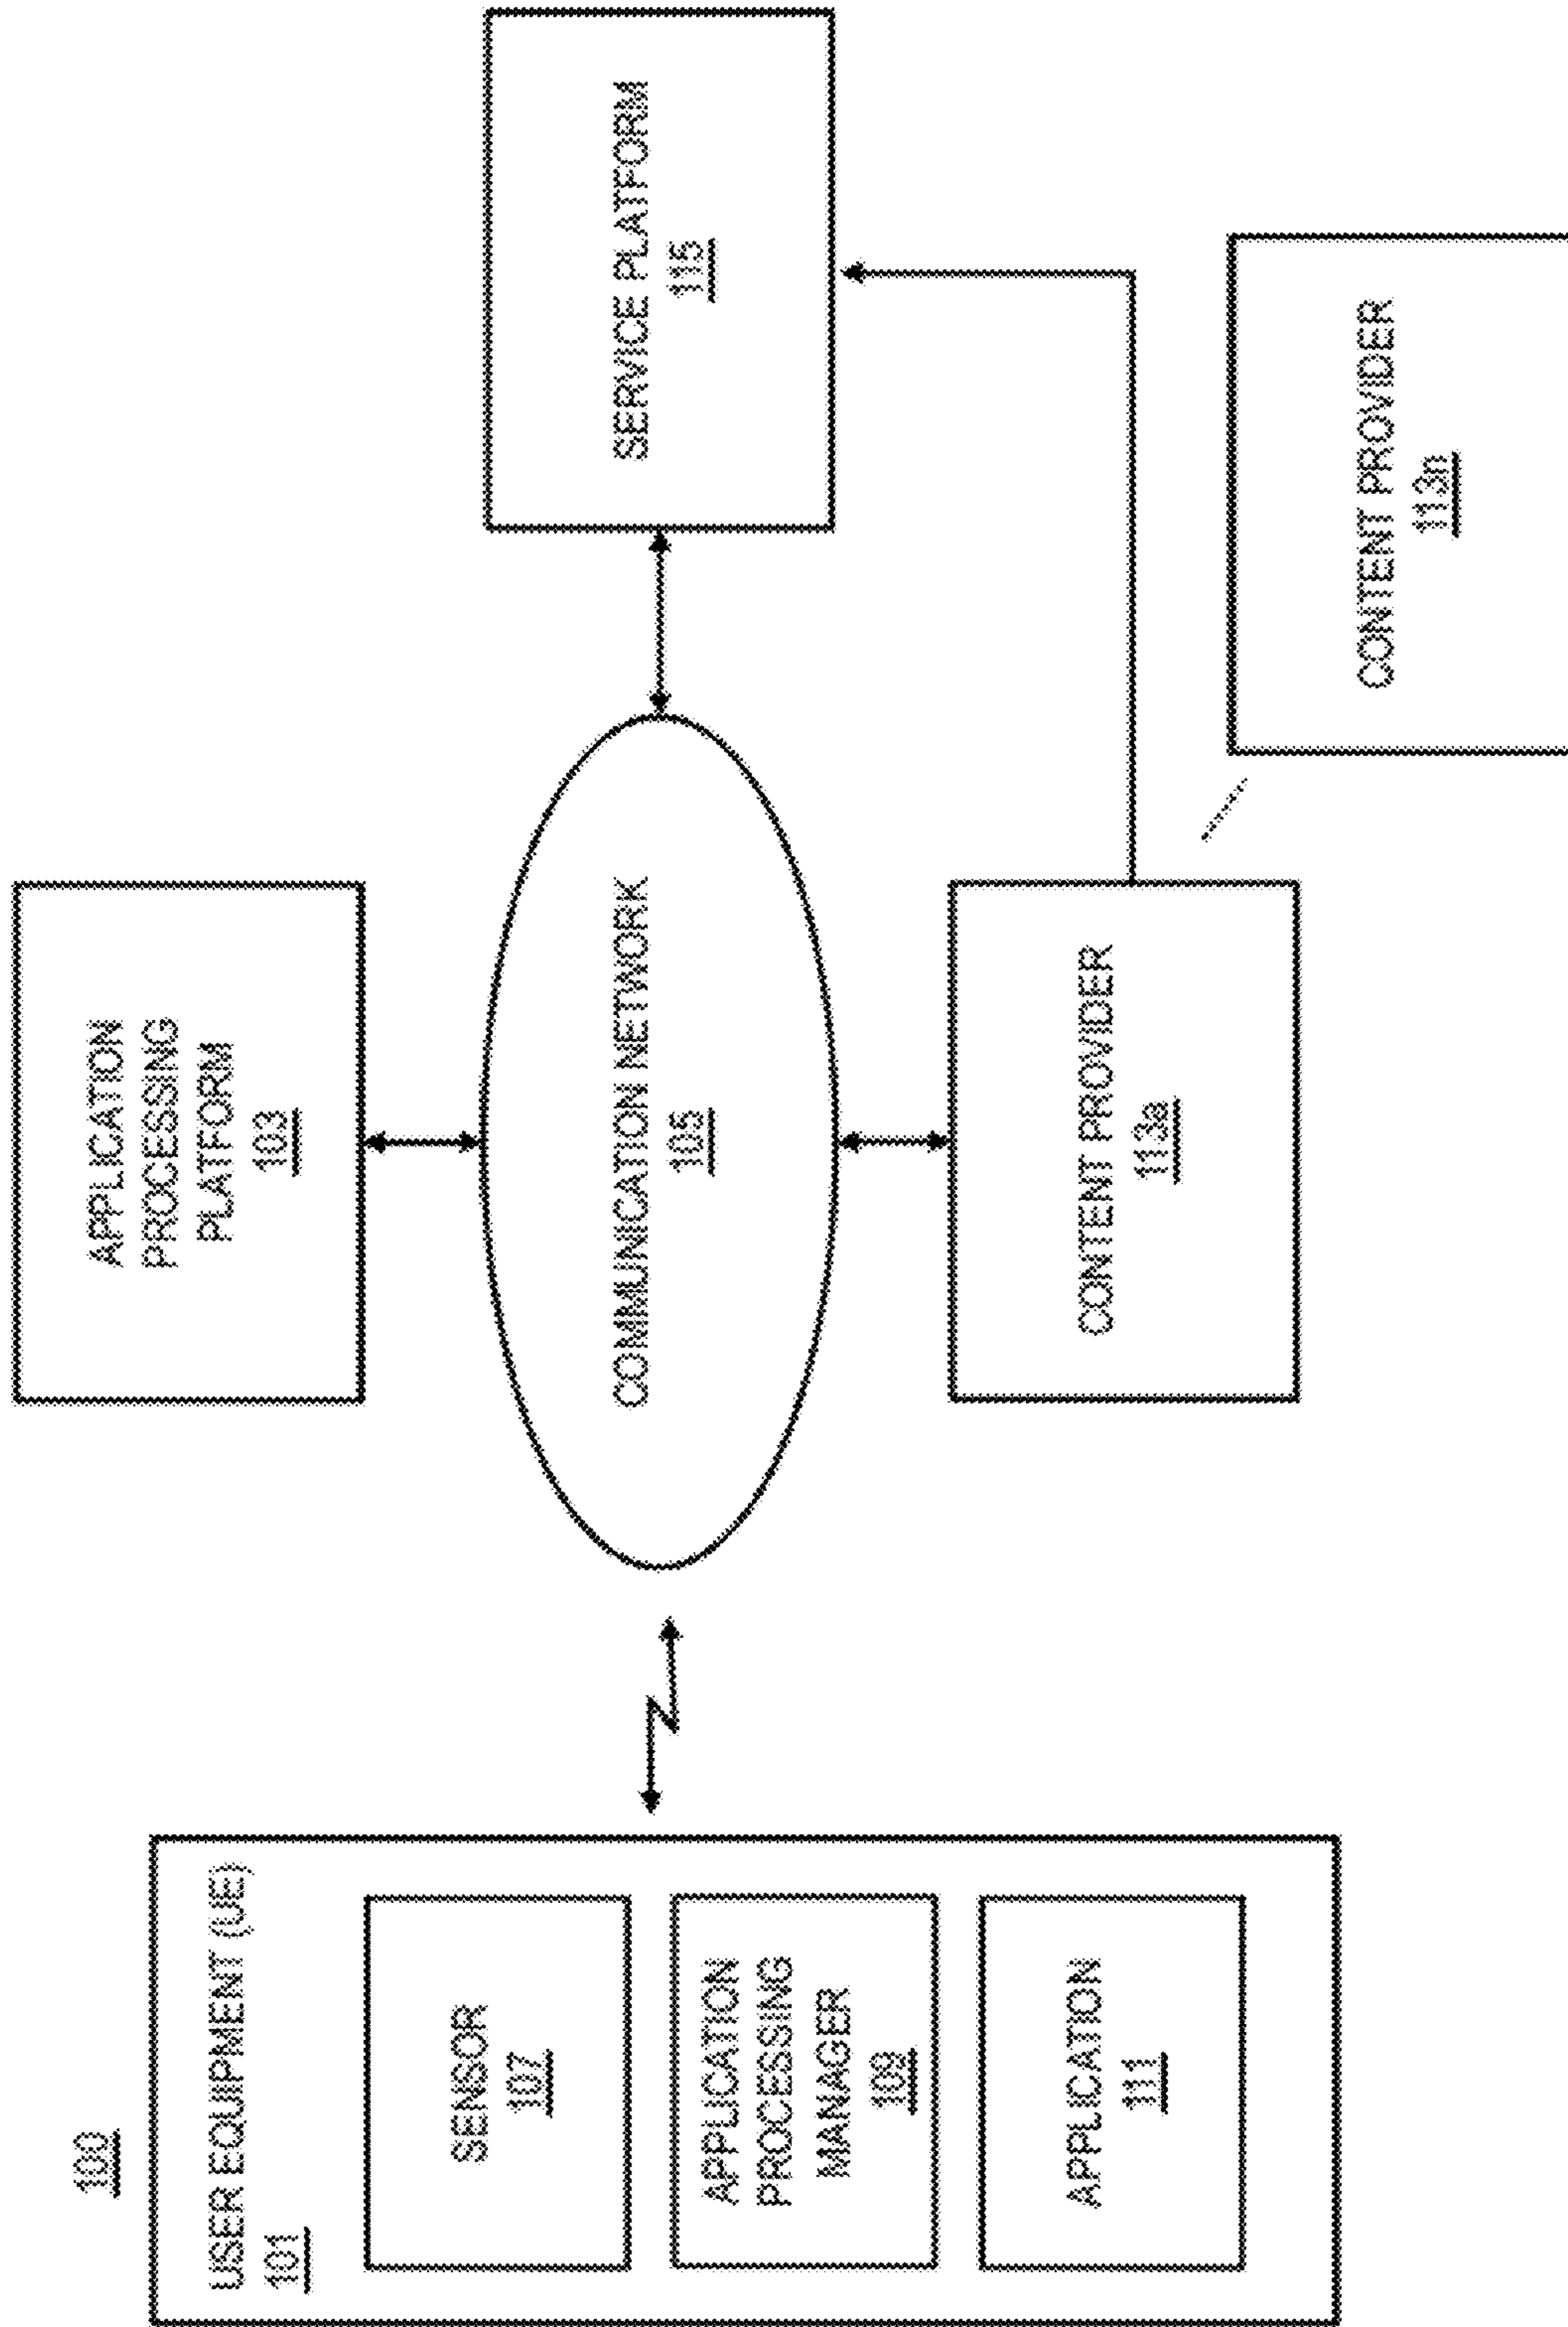 100
USER EQUIPMENT (UE)
101
SENSOR
107
APPLICATION
PROCESSING
MANAGER
109
APPLICATION
111
APPLICATION
PROCESSING
PLATFORM
103
COMMUNICATION NETWORK
105
CONTENT PROVIDER
113a
SERVICE PLATFORM
115
CONTENT PROVIDER
113n